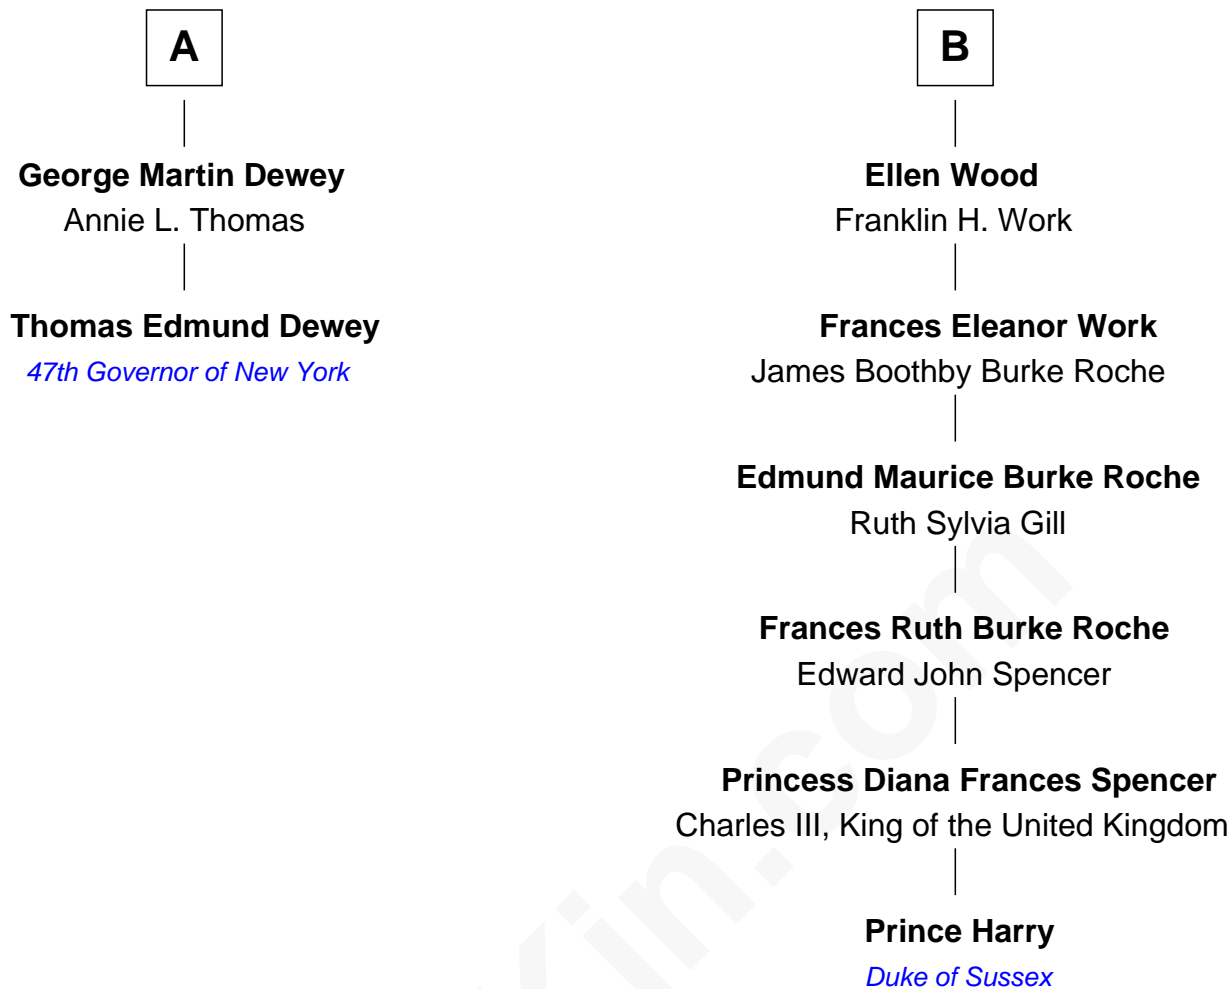 A
George Martin Dewey
Annie L. Thomas
Thomas Edmund Dewey
47th Governor of New York
B
Ellen Wood
Franklin H. Work
Frances Eleanor Work
James Boothby Burke Roche
Edmund Maurice Burke Roche
Ruth Sylvia Gill
Frances Ruth Burke Roche
Edward John Spencer
Princess Diana Frances Spencer
Charles III, King of the United Kingdom
Prince Harry
Duke of Sussex